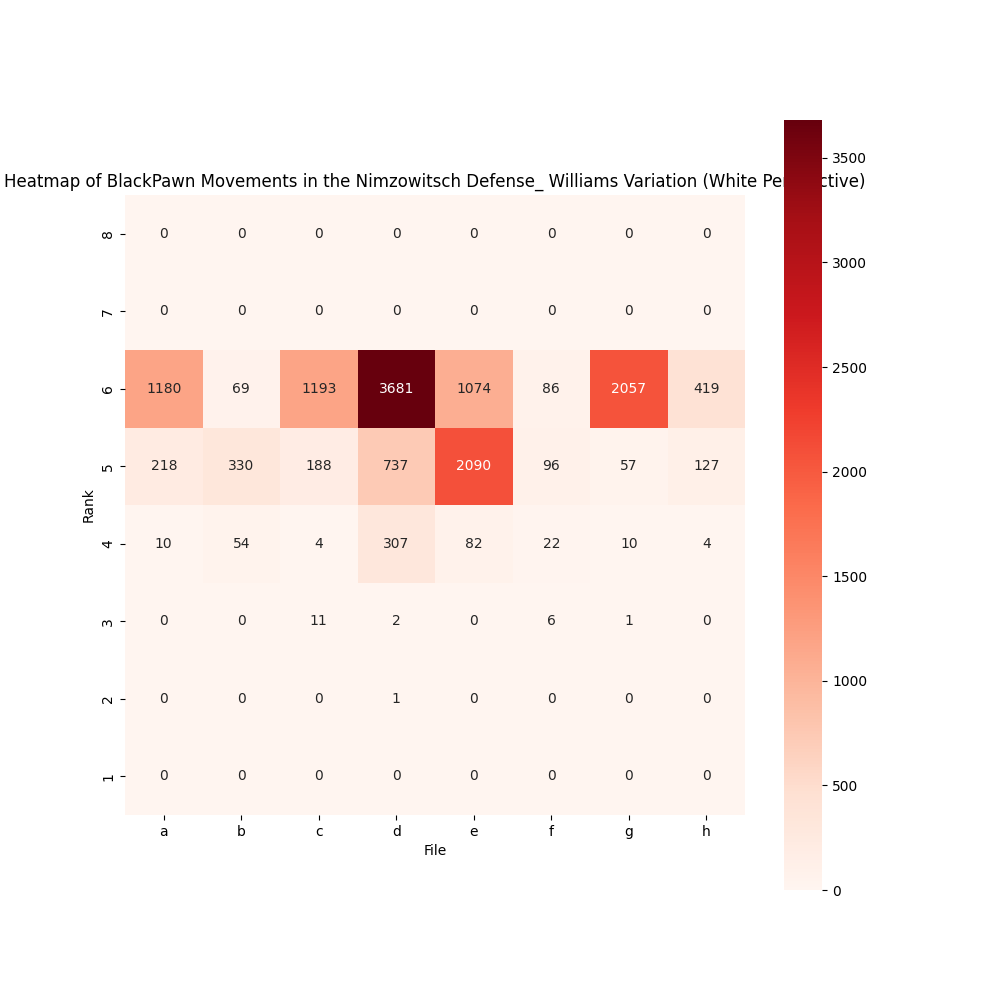 Heatmap of BlackPawn Movements in the Nimzowitsch Defense_ Williams Variation (White Pe ctive)
3500
8 0 0 0 0 0 0 0 0
3000
7 0 0 0 0 0 0 0 0
2500
6 1180 69 1193 3681 1074 86 2057 419
2000
5 218 330 188 737 2090 96 57 127
Rank
1500
4 10 54 4 307 82 22 10 4
3 0 0 11 2 0 6 1 0
1000
2 0 0 0 1 0 0 0 0
500
1 0 0 0 0 0 0 0 0
a b c d e f g h
File
0